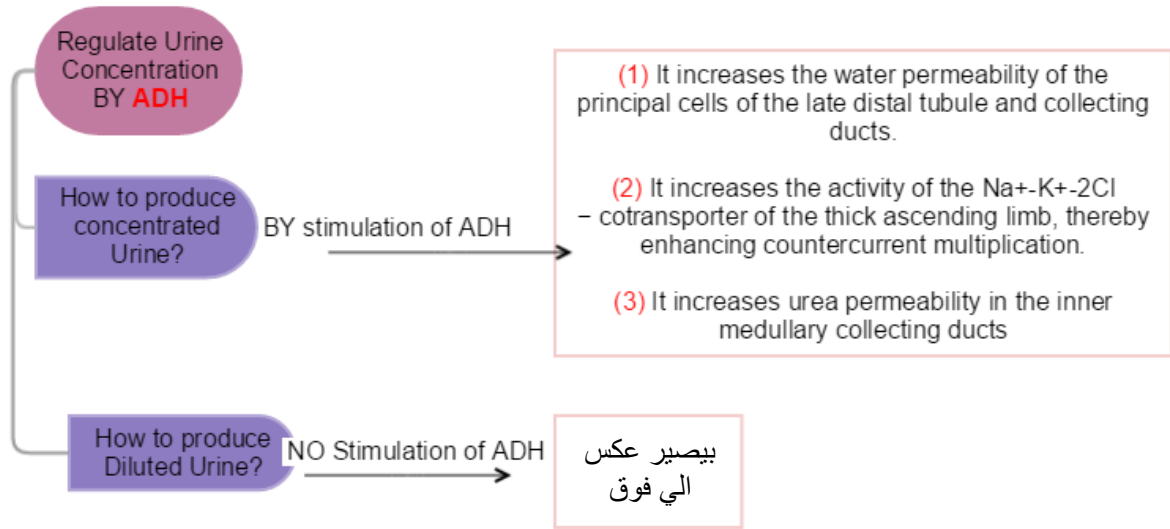 Regulate Urine
Concentration
BY ADH
How to produce
concentrated
Urine?
BY stimulation of ADH
(1) It increases the water permeability of the
principal cells of the late distal tubule and collecting
ducts.
(2) It increases the activity of the Na+-K+-2Cl
− cotransporter of the thick ascending limb, thereby
enhancing countercurrent multiplication.
(3) It increases urea permeability in the inner
medullary collecting ducts
How to produce
Diluted Urine?
NO Stimulation of ADH
بيصير عكس
الي فوق